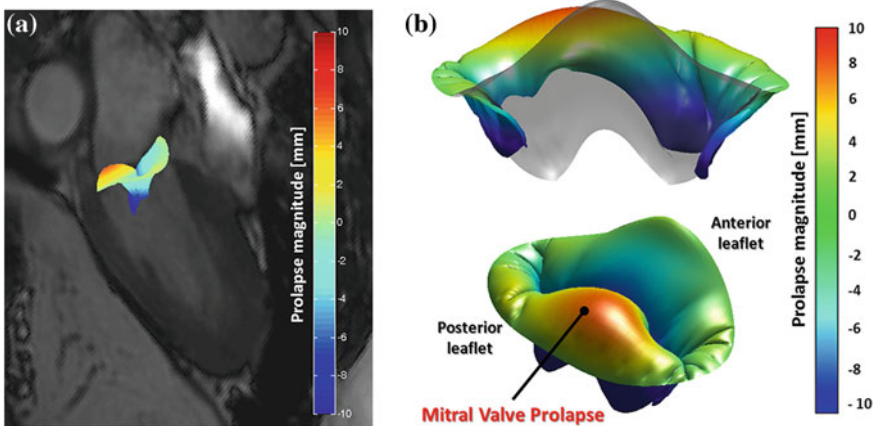 (a)
Prolapse magnitude [mm]
10
8
6
4
2
0
-2
-4
-6
-8
-10
(b)
Anterior
leaflet
Posterior
leaflet
Mitral Valve Prolapse
Prolapse magnitude [mm]
10
8
6
4
2
0
-2
-4
-6
-8
- 10